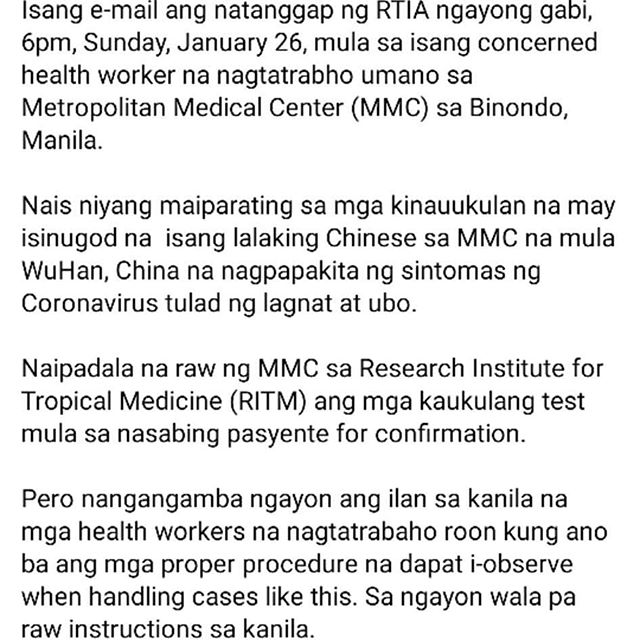 Isang e-mail ang natanggap ng RTIA ngayong gabi,
6pm, Sunday, January 26, mula sa isang concerned
health worker na nagtatrabho umano sa
Metropolitan Medical Center (MMC) sa Binondo,
Manila.
Nais niyang maiparating sa mga kinauukulan na may
isinugod na  isang lalaking Chinese sa MMC na mula
WuHan, China na nagpapakita ng sintomas ng
Coronavirus tulad ng lagnat at ubo.
Naipadala na raw ng MMC sa Research Institute for
Tropical Medicine (RITM) ang mga kaukulang test
mula sa nasabing pasyente for confirmation.
Pero nangangamba ngayon ang ilan sa kanila na
mga health workers na nagtatrabaho roon kung ano
ba ang mga proper procedure na dapat i-observe
when handling cases like this. Sa ngayon wala pa
raw instructions sa kanila.